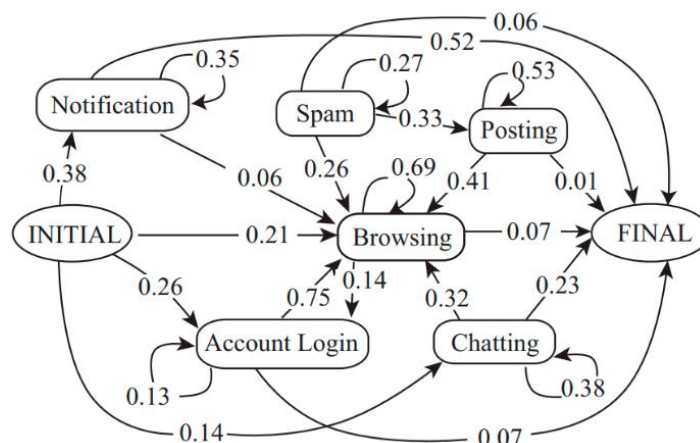 0.06
0.52
0.35
0.27
0.53
Notification
Spam
0.33
Posting
0.38
0.06
0.26
0.69
0.41
0.01
INITIAL
0.21
Browsing
0.07
FINAL
0.26
0.75
0.14
0.32
0.23
Account Login
Chatting
0.13
0.38
0.14
0.07